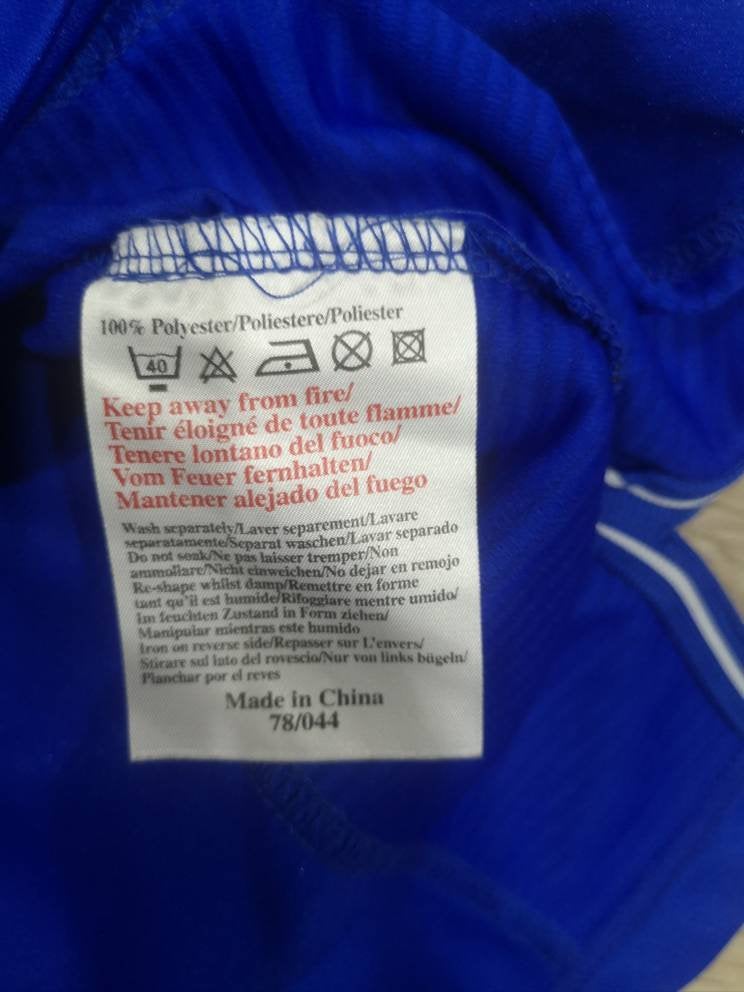 100% Polyester/Poliestere/Poliester
40
Keep away from fire/
Tenir éloigné de toute flamme/
Tenere lontano del fuoco/
Vom Feuer fernhalten/
Mantener alejado del fuego
Wash separately/Laver separement/Lavare
separatamente/Separat waschen/Lavar separado
Do not soak/Ne pas laisser tremper/Non
ammollare/Nicht einweichen/No dejar en remojo
Re-shape whilst damp/Remettre en forme
tant qu'il est humide/Rifoggiare mentre umido/
Im feuchten Zustand in Form ziehen/
Manipular mientras este humido
Iron on reverse side/Repasser sur L'envers/
Stirare sul lato del rovescio/Nur von links bügeln/
Planchar por el reves
Made in China
78/044